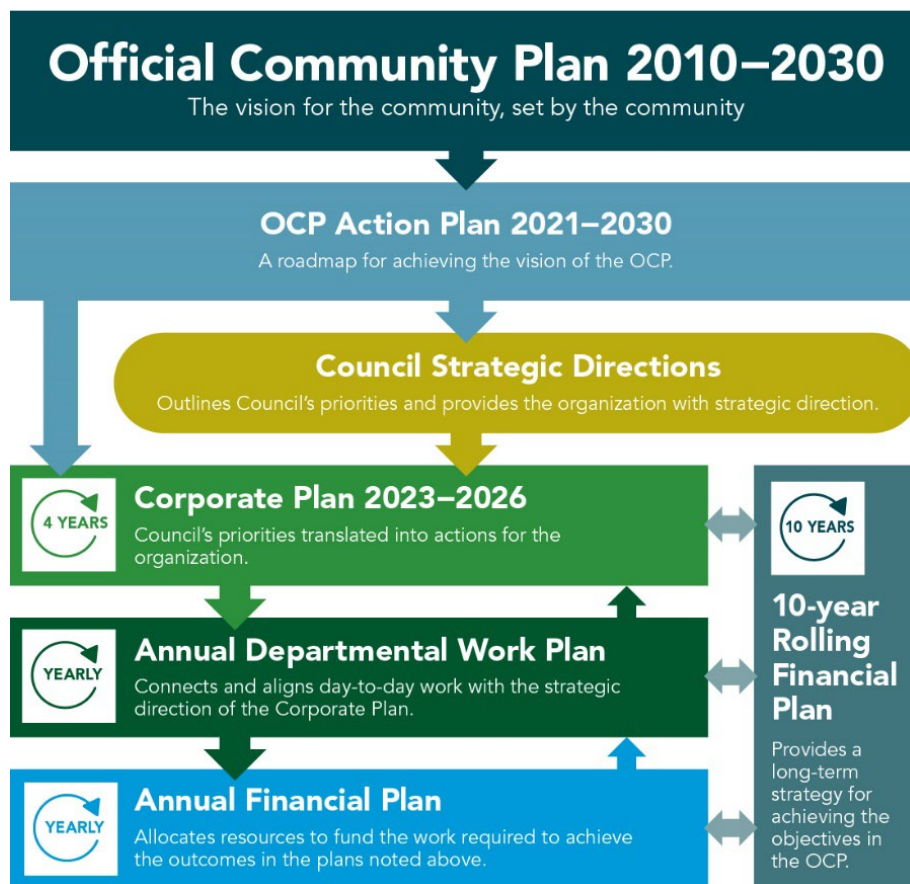 Official Community Plan 2010–2030
The vision for the community, set by the community
OCP Action Plan 2021–2030
A roadmap for achieving the vision of the OCP.
Council Strategic Directions
Outlines Council's priorities and provides the organization with strategic direction.
4 YEARS
Corporate Plan 2023–2026
Council's priorities translated into actions for the
organization.
YEARLY
Annual Departmental Work Plan
Connects and aligns day-to-day work with the strategic
direction of the Corporate Plan.
YEARLY
Annual Financial Plan
Allocates resources to fund the work required to achieve
the outcomes in the plans noted above.
10 YEARS
10-year
Rolling
Financial
Plan
Provides a
long-term
strategy for
achieving the
objectives in
the OCP.